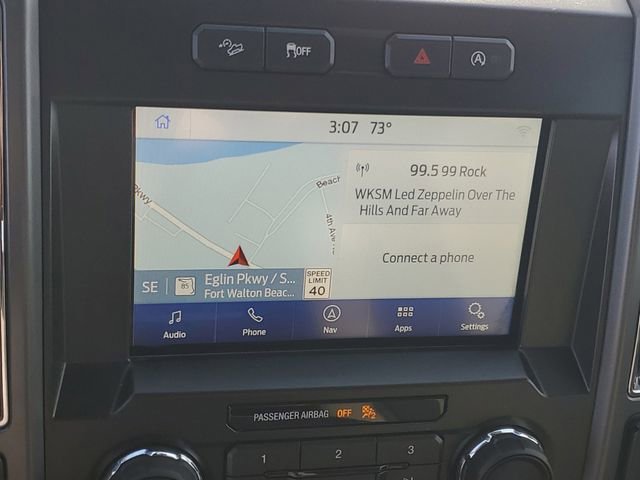 OFF
A
3:07 73°
99.5 99 Rock
WKSM Led Zeppelin Over The
Hills And Far Away
Connect a phone
Pkwy
Beach
4th Ave
SE 85 Eglin Pkwy / S...
Fort Walton Beac...
SPEED
LIMIT
40
Audio
Phone
Nav
Apps
Settings
PASSENGER AIRBAG OFF
1 2 3